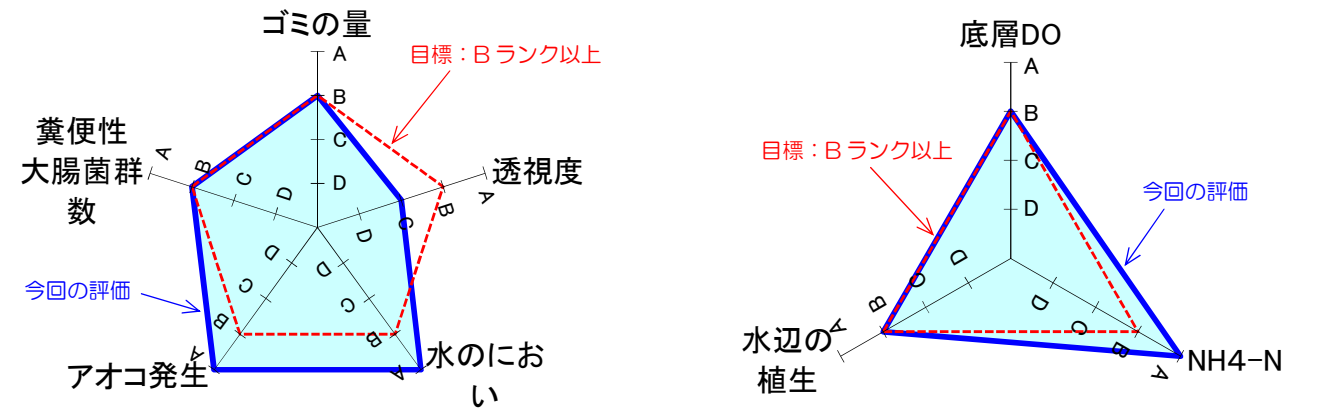 ゴミの量
A
目標：Bランク以上
B
C
D
糞便性
大腸菌群
数
A
B
C
D
透視度
A
B
C
D
今回の評価
D
C
B
A
アオコ発生
D
C
B
A
水のにお
い
底層DO
A
B
C
D
目標：Bランク以上
今回の評価
D
C
B
A
水辺の
植生
D
C
B
A
NH4-N